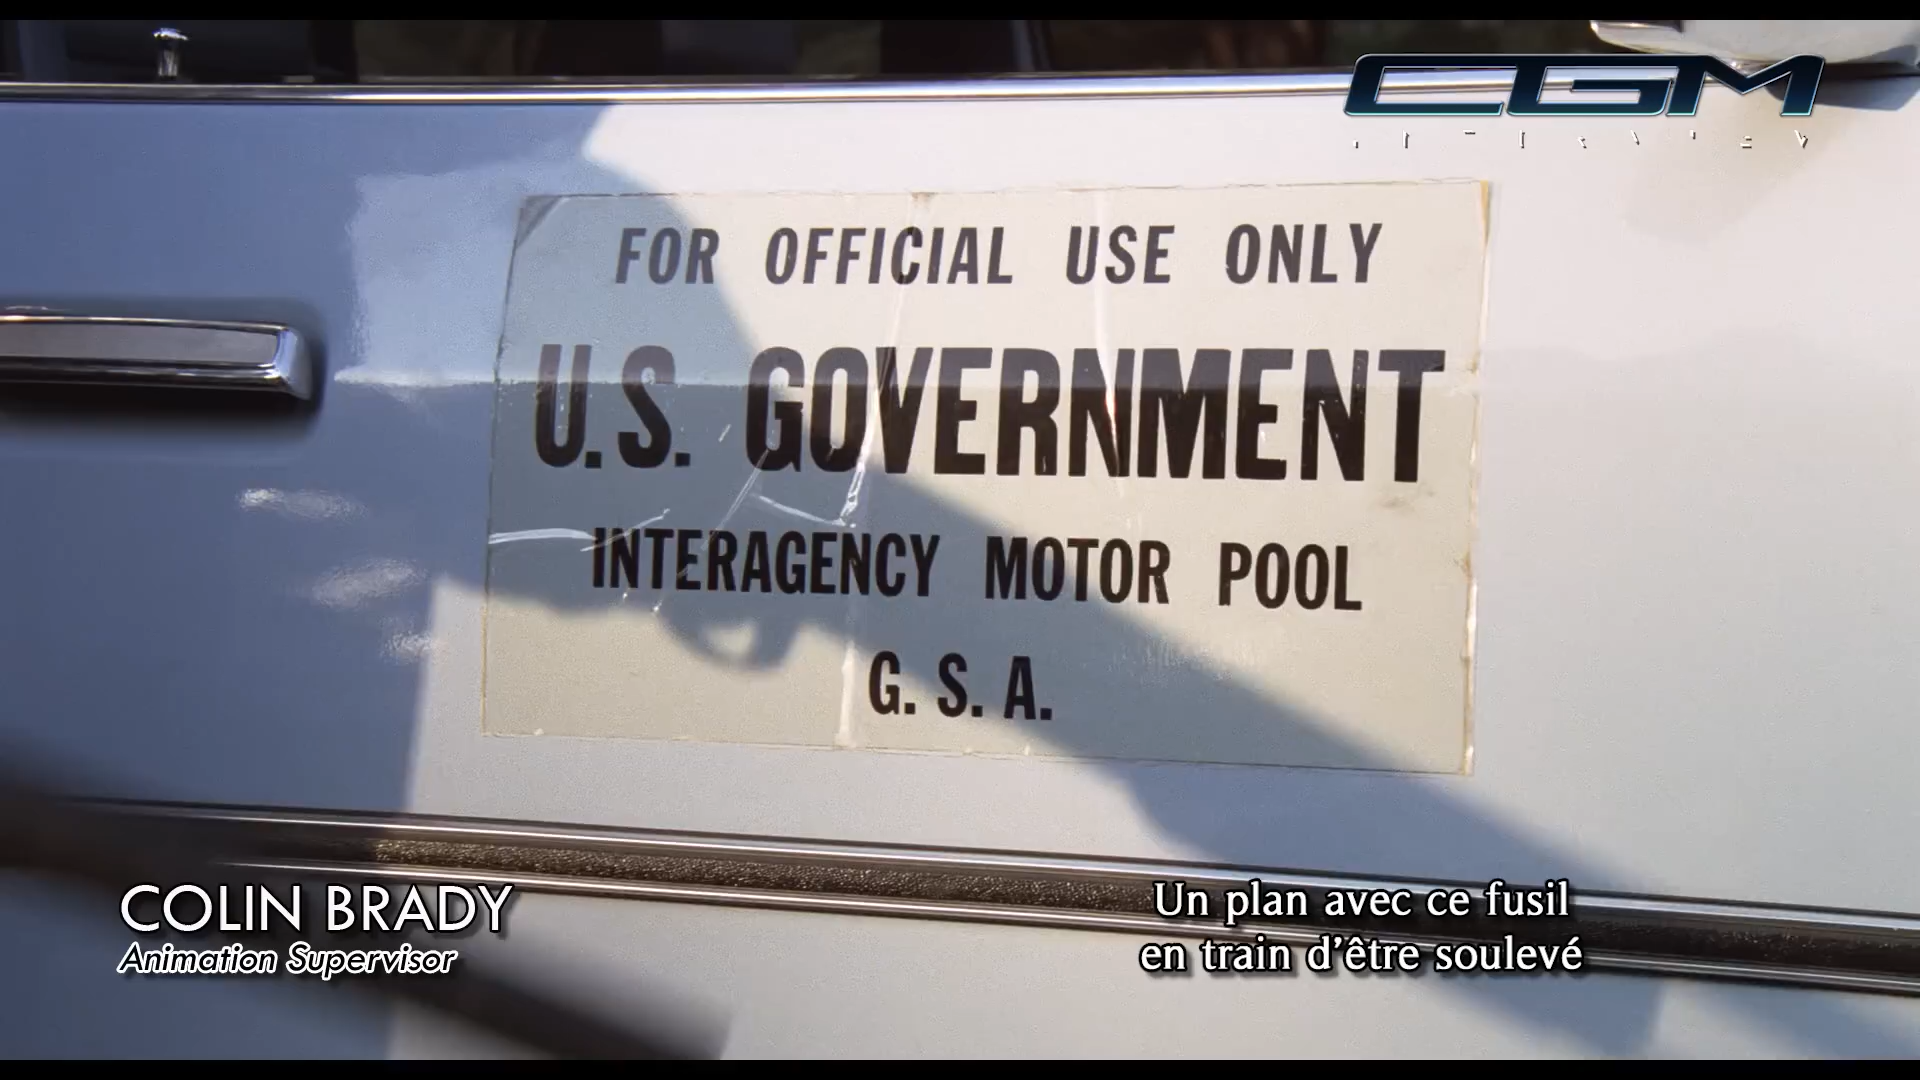 CGM
FOR OFFICIAL USE ONLY
U.S. GOVERNMENT
INTERAGENCY MOTOR POOL
G. S. A.
COLIN BRADY
Animation Supervisor
Un plan avec ce fusil
en train d'être soulevé